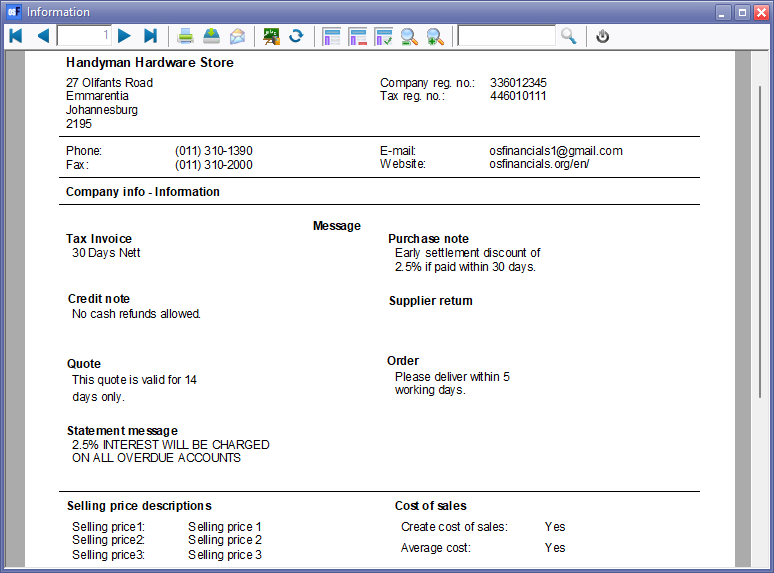 Information
1
Handyman Hardware Store
27 Olifants Road
Emmarentia
Johannesburg
2195
Company reg. no.: 336012345
Tax reg. no.: 446010111
Phone: (011) 310-1390
Fax: (011) 310-2000
E-mail: osfinancials1@gmail.com
Website: osfinancials.org/en/
Company info - Information
Message
Tax Invoice
30 Days Nett
Purchase note
Early settlement discount of
2.5% if paid within 30 days.
Credit note
No cash refunds allowed.
Supplier return
Quote
This quote is valid for 14
days only.
Order
Please deliver within 5
working days.
Statement message
2.5% INTEREST WILL BE CHARGED
ON ALL OVERDUE ACCOUNTS
Selling price descriptions
Selling price1: Selling price 1
Selling price2: Selling price 2
Selling price3: Selling price 3
Cost of sales
Create cost of sales: Yes
Average cost: Yes